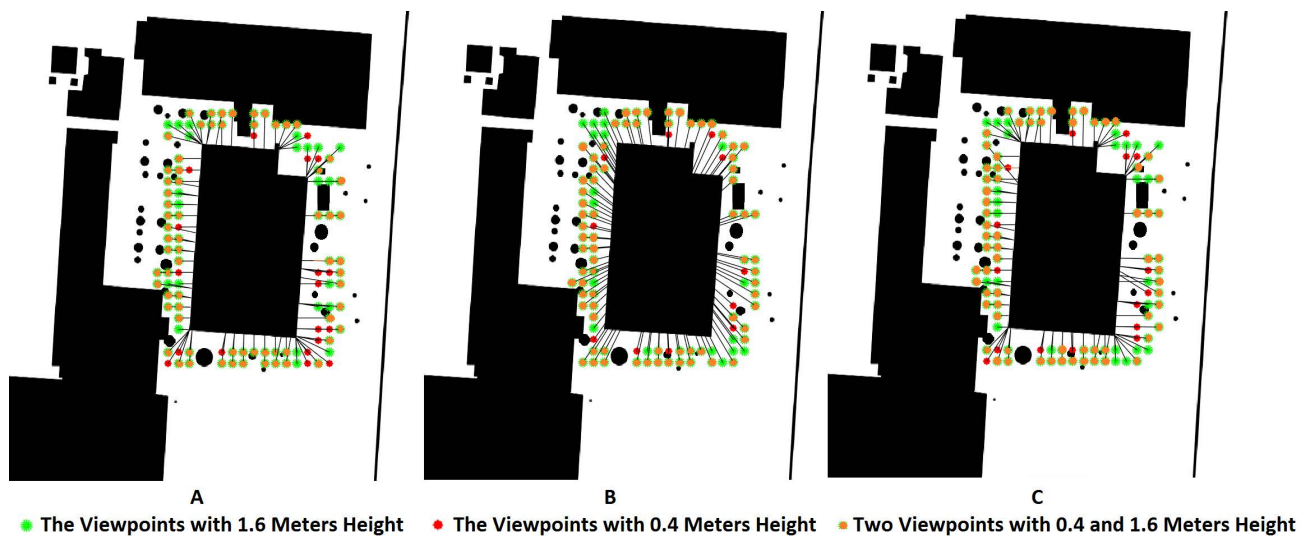 A
B
C
The Viewpoints with 1.6 Meters Height
The Viewpoints with 0.4 Meters Height
Two Viewpoints with 0.4 and 1.6 Meters Height